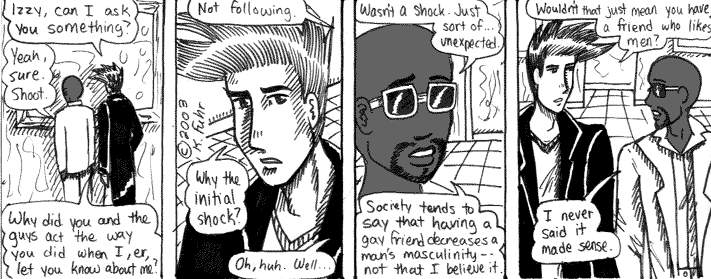 Izzy, can I ask
you something?
Yeah,
sure.
Shoot.
Why did you and the
guys act the way
you did when I, er,
let you know about me?
Not following.
©2003
K. Fuhr
Why the
initial
shock?
Oh, huh. Well...
Wasn't a shock. Just
sort of...
unexpected.
Society tends to
say that having a
gay friend decreases a
man's masculinity --
not that I believe it.
Wouldn't that just mean you have
a friend who likes
men?
I never
said it
made sense.